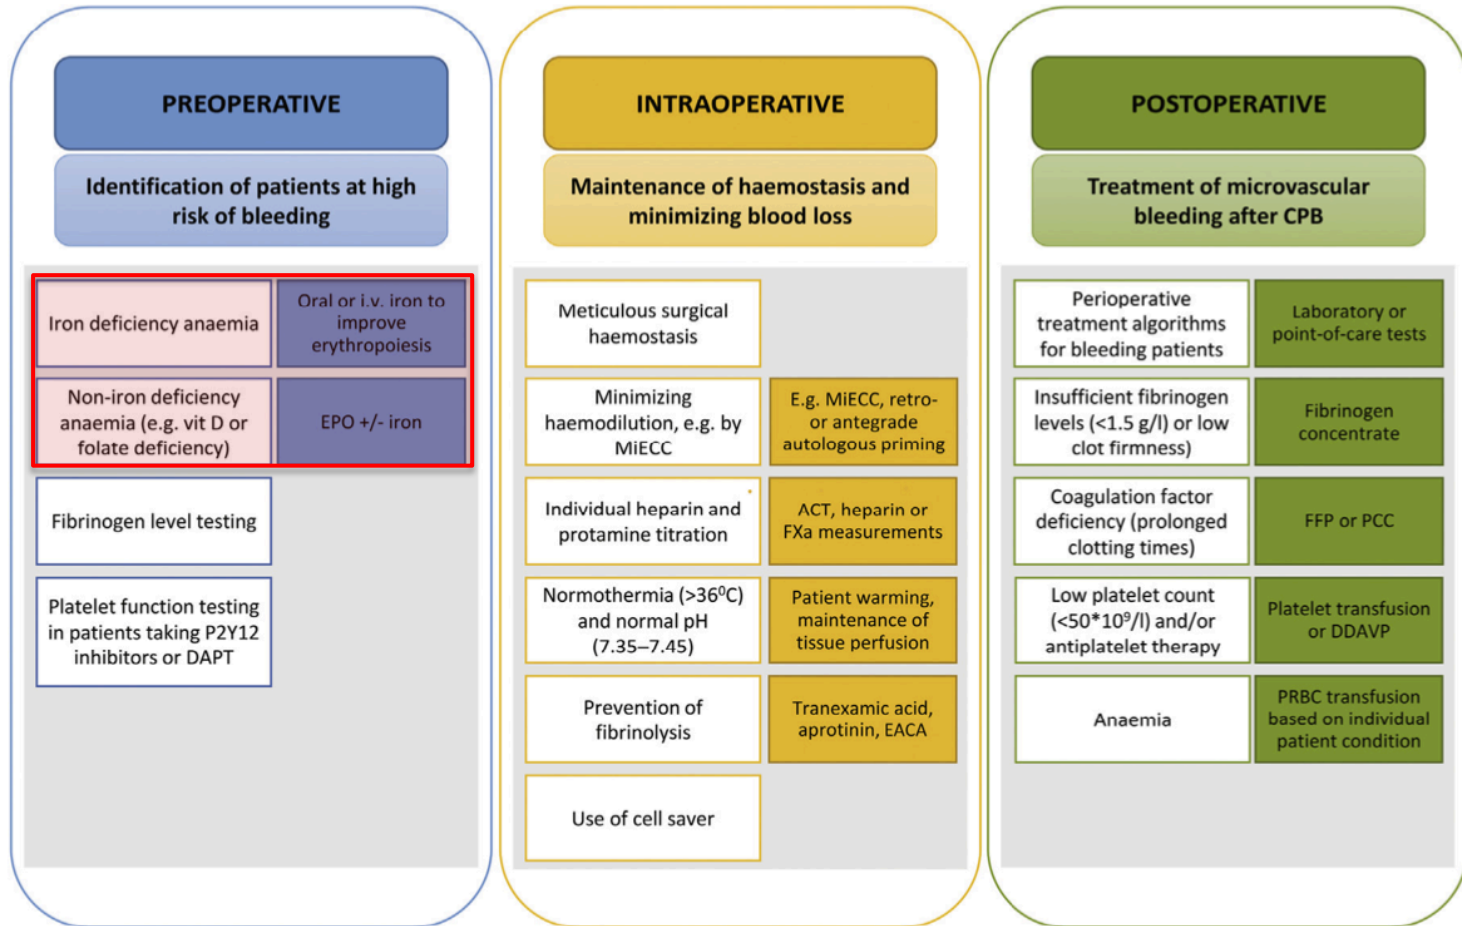 PREOPERATIVE
Identification of patients at high
risk of bleeding
Iron deficiency anaemia
Oral or i.v. iron to
improve
erythropoiesis
Non-iron deficiency
anaemia (e.g. vit D or
folate deficiency)
EPO +/- iron
Fibrinogen level testing
Platelet function testing
in patients taking P2Y12
inhibitors or DAPT
INTRAOPERATIVE
Maintenance of haemostasis and
minimizing blood loss
Meticulous surgical
haemostasis
Minimizing
haemodilution, e.g. by
MiECC
E.g. MiECC, retro-
or antegrade
autologous priming
Individual heparin and
protamine titration
ACT, heparin or
FXa measurements
Normothermia (>36⁰C)
and normal pH
(7.35–7.45)
Patient warming,
maintenance of
tissue perfusion
Prevention of
fibrinolysis
Tranexamic acid,
aprotinin, EACA
Use of cell saver
POSTOPERATIVE
Treatment of microvascular
bleeding after CPB
Perioperative
treatment algorithms
for bleeding patients
Laboratory or
point-of-care tests
Insufficient fibrinogen
levels (<1.5 g/l) or low
clot firmness)
Fibrinogen
concentrate
Coagulation factor
deficiency (prolonged
clotting times)
FFP or PCC
Low platelet count
(<50*10⁹/l) and/or
antiplatelet therapy
Platelet transfusion
or DDAVP
Anaemia
PRBC transfusion
based on individual
patient condition